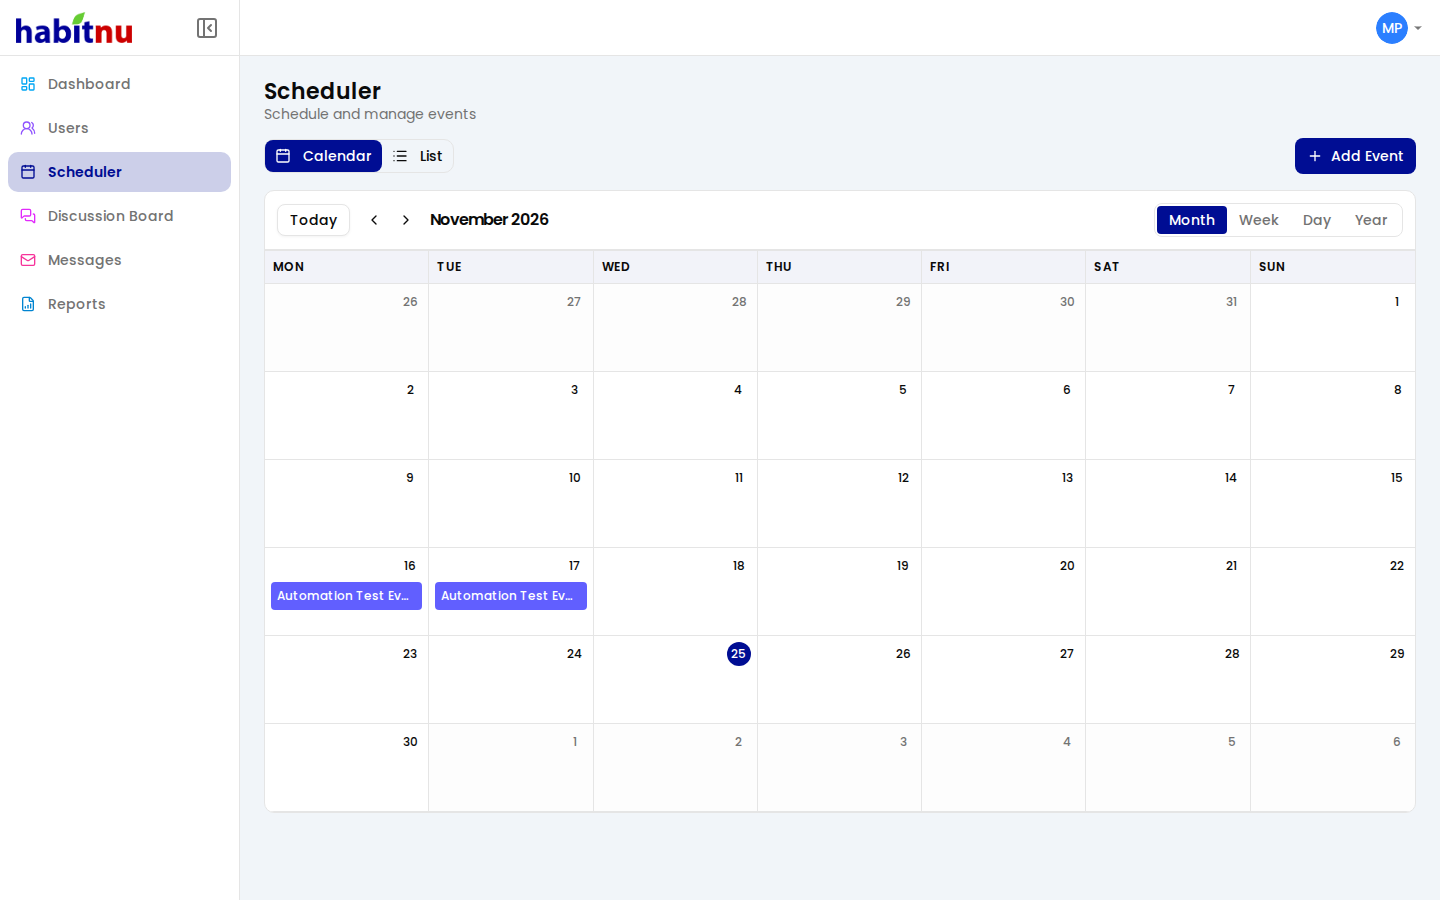 habitnu
MP
Dashboard
Users
Scheduler
Discussion Board
Messages
Reports
Scheduler
Schedule and manage events
Calendar List
Add Event
Today November 2026 Month Week Day Year
MON TUE WED THU FRI SAT SUN
26 27 28 29 30 31 1
2 3 4 5 6 7 8
9 10 11 12 13 14 15
16 17 18 19 20 21 22
Automation Test Ev... Automation Test Ev...
23 24 25 26 27 28 29
30 1 2 3 4 5 6